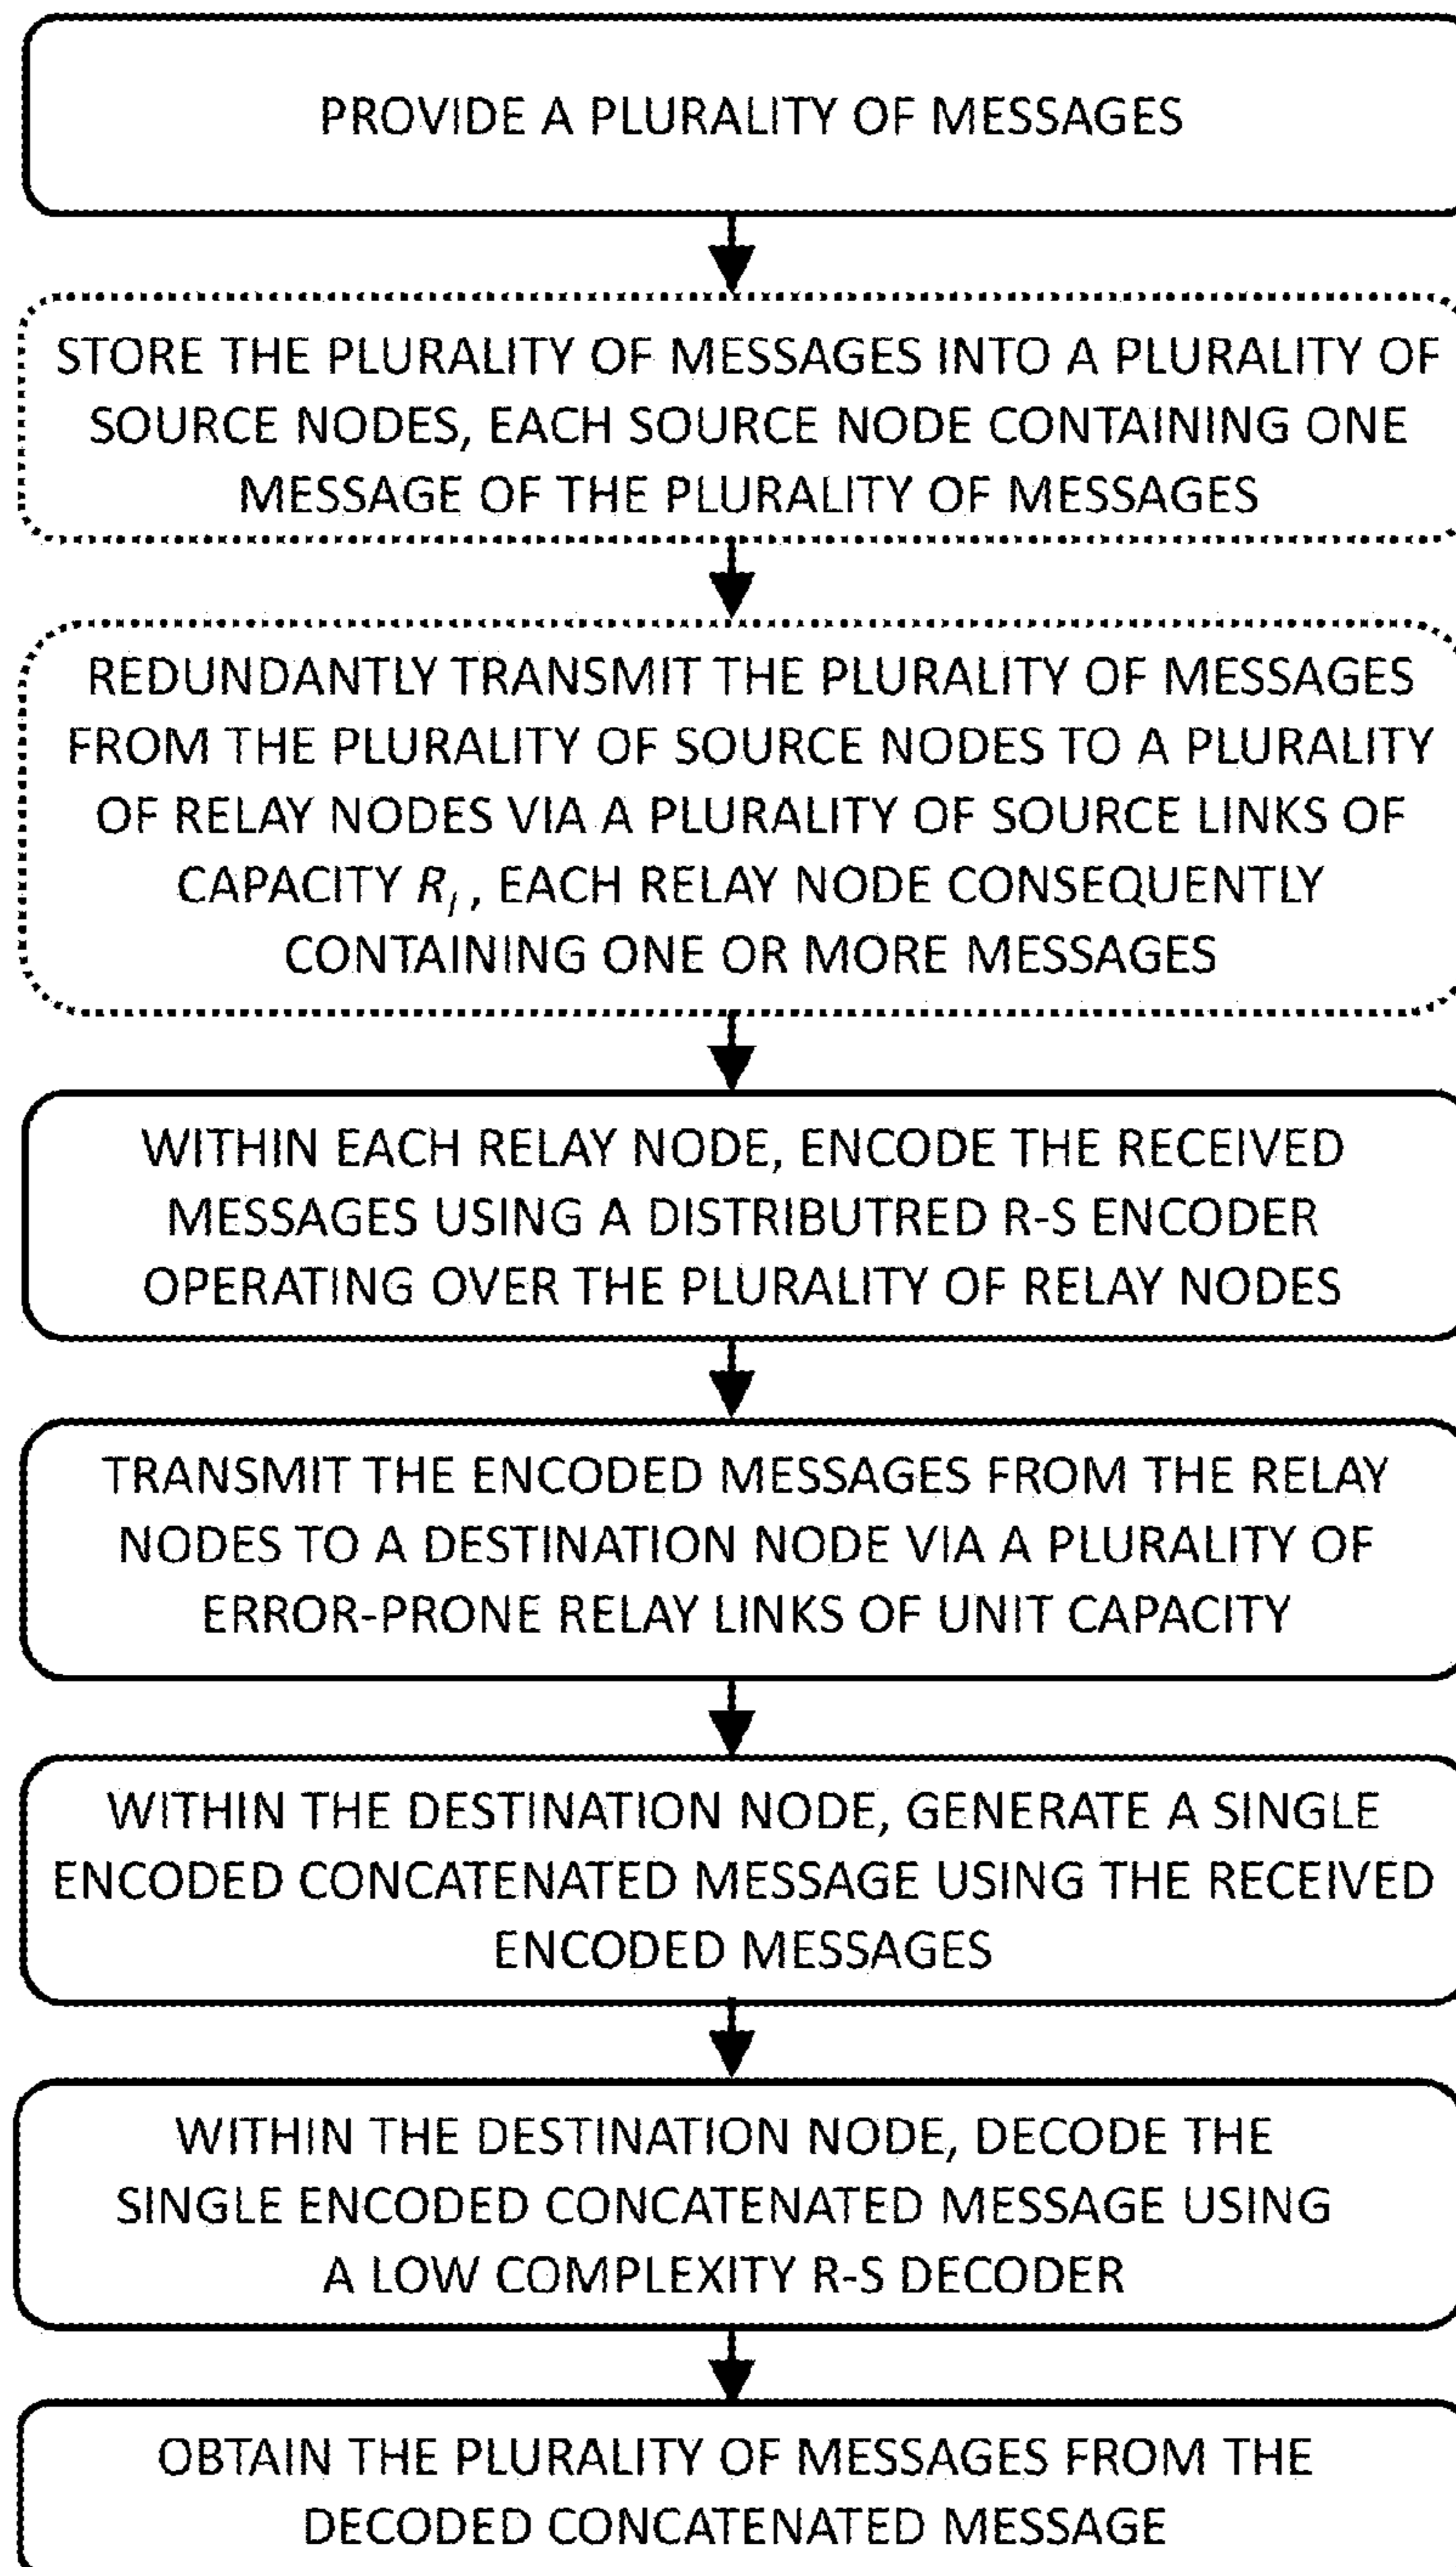 PROVIDE A PLURALITY OF MESSAGES
STORE THE PLURALITY OF MESSAGES INTO A PLURALITY OF
SOURCE NODES, EACH SOURCE NODE CONTAINING ONE
MESSAGE OF THE PLURALITY OF MESSAGES
REDUNDANTLY TRANSMIT THE PLURALITY OF MESSAGES
FROM THE PLURALITY OF SOURCE NODES TO A PLURALITY
OF RELAY NODES VIA A PLURALITY OF SOURCE LINKS OF
CAPACITY R_i, EACH RELAY NODE CONSEQUENTLY
CONTAINING ONE OR MORE MESSAGES
WITHIN EACH RELAY NODE, ENCODE THE RECEIVED
MESSAGES USING A DISTRIBUTRED R-S ENCODER
OPERATING OVER THE PLURALITY OF RELAY NODES
TRANSMIT THE ENCODED MESSAGES FROM THE RELAY
NODES TO A DESTINATION NODE VIA A PLURALITY OF
ERROR-PRONE RELAY LINKS OF UNIT CAPACITY
WITHIN THE DESTINATION NODE, GENERATE A SINGLE
ENCODED CONCATENATED MESSAGE USING THE RECEIVED
ENCODED MESSAGES
WITHIN THE DESTINATION NODE, DECODE THE
SINGLE ENCODED CONCATENATED MESSAGE USING
A LOW COMPLEXITY R-S DECODER
OBTAIN THE PLURALITY OF MESSAGES FROM THE
DECODED CONCATENATED MESSAGE